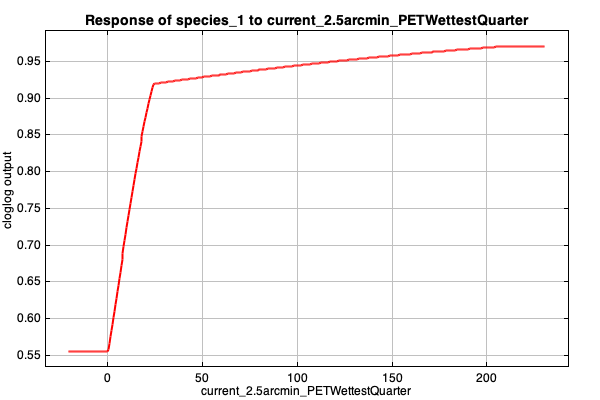 Response of species_1 to current_2.5arcmin_PETWettestQuarter
0.95
0.90
0.85
0.80
0.75
0.70
0.65
0.60
0.55
cloglog output
0 50 100 150 200
current_2.5arcmin_PETWettestQuarter